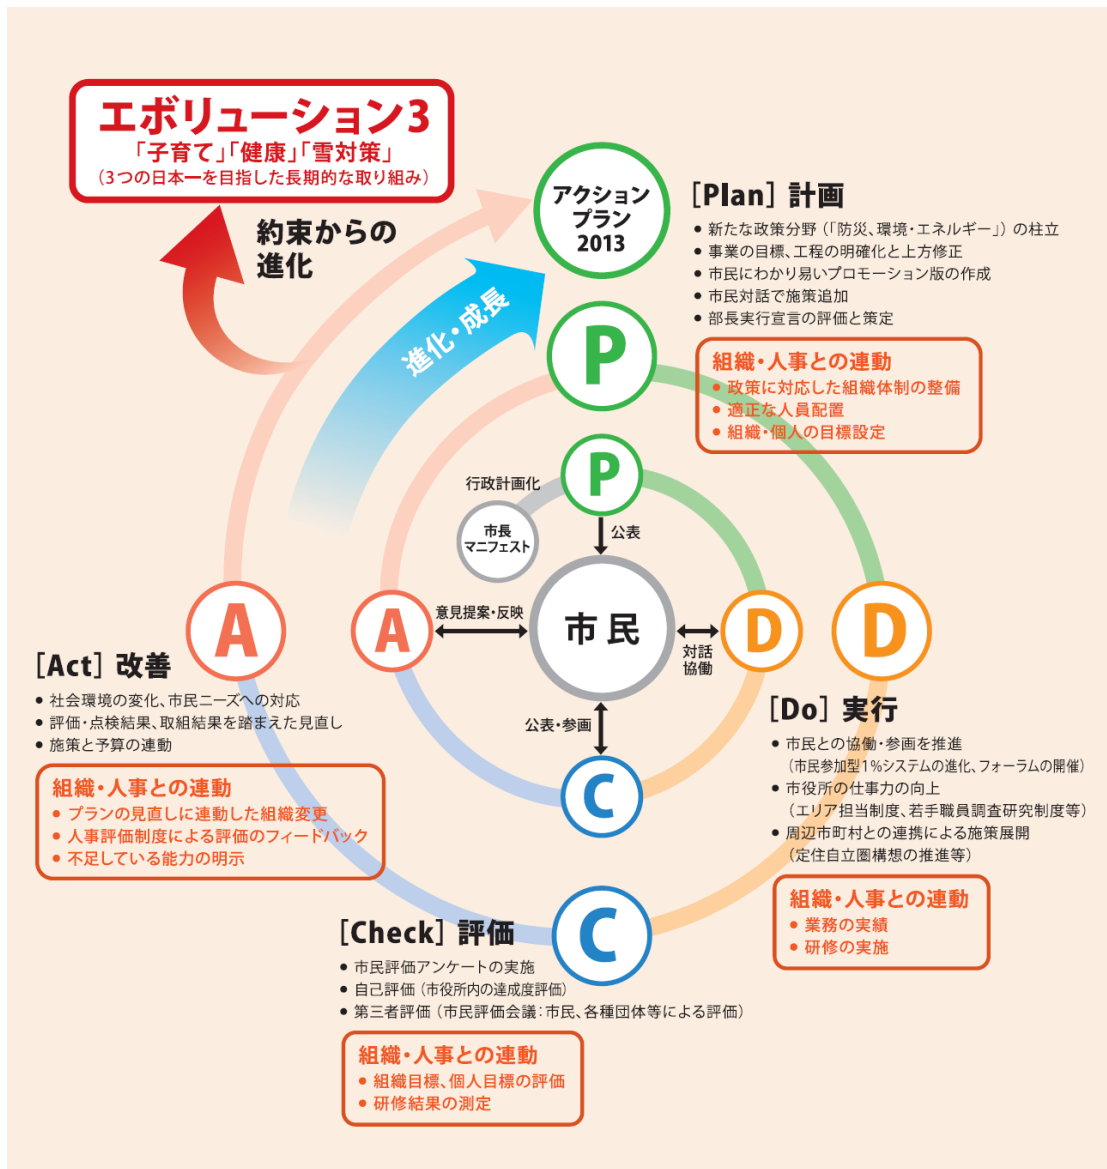 エボリューション3
「子育て」「健康」「雪対策」
（3つの日本一を目指した長期的な取り組み）
約束からの
進化
進化・成長
アクション
プラン
2013
[Plan] 計画
● 新たな政策分野（「防災、環境・エネルギー」）の柱立
● 事業の目標、工程の明確化と上方修正
● 市民にわかり易いプロモーション版の作成
● 市民対話で施策追加
● 部長実行宣言の評価と策定
組織・人事との連動
● 政策に対応した組織体制の整備
● 適正な人員配置
● 組織・個人の目標設定
P
P
行政計画化
市長
マニフェスト
公表
市民
意見提案・反映
対話
協働
公表・参画
A
A
D
D
C
C
[Act] 改善
● 社会環境の変化、市民ニーズへの対応
● 評価・点検結果、取組結果を踏まえた見直し
● 施策と予算の連動
組織・人事との連動
● プランの見直しに連動した組織変更
● 人事評価制度による評価のフィードバック
● 不足している能力の明示
[Do] 実行
● 市民との協働・参画を推進
（市民参加型1%システムの進化、フォーラムの開催）
● 市役所の仕事力の向上
（エリア担当制度、若手職員調査研究制度等）
● 周辺市町村との連携による施策展開
（定住自立圏構想の推進等）
組織・人事との連動
● 業務の実績
● 研修の実施
[Check] 評価
● 市民評価アンケートの実施
● 自己評価（市役所内の達成度評価）
● 第三者評価（市民評価会議：市民、各種団体等による評価）
組織・人事との連動
● 組織目標、個人目標の評価
● 研修結果の測定